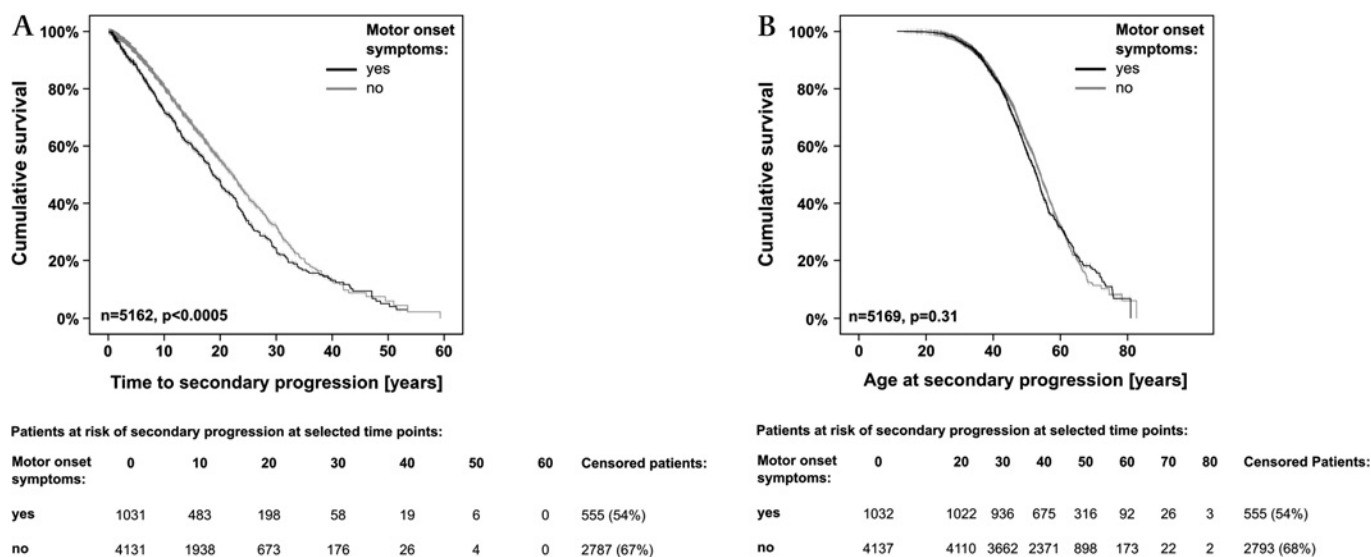 A
Motor onset
symptoms:
yes
no
100%
80%
60%
40%
20%
0%
Cumulative survival
n=5162, p<0.0005
0 10 20 30 40 50 60
Time to secondary progression [years]
Patients at risk of secondary progression at selected time points:
Motor onset symptoms: 0 10 20 30 40 50 60 Censored patients:
yes 1031 483 198 58 19 6 0 555 (54%)
no 4131 1938 673 176 26 4 0 2787 (67%)
B
Motor onset
symptoms:
yes
no
100%
80%
60%
40%
20%
0%
Cumulative survival
n=5169, p=0.31
0 20 40 60 80
Age at secondary progression [years]
Patients at risk of secondary progression at selected time points:
Motor onset symptoms: 0 20 30 40 50 60 70 80 Censored Patients:
yes 1032 1022 936 675 316 92 26 3 555 (54%)
no 4137 4110 3662 2371 898 173 22 2 2793 (68%)